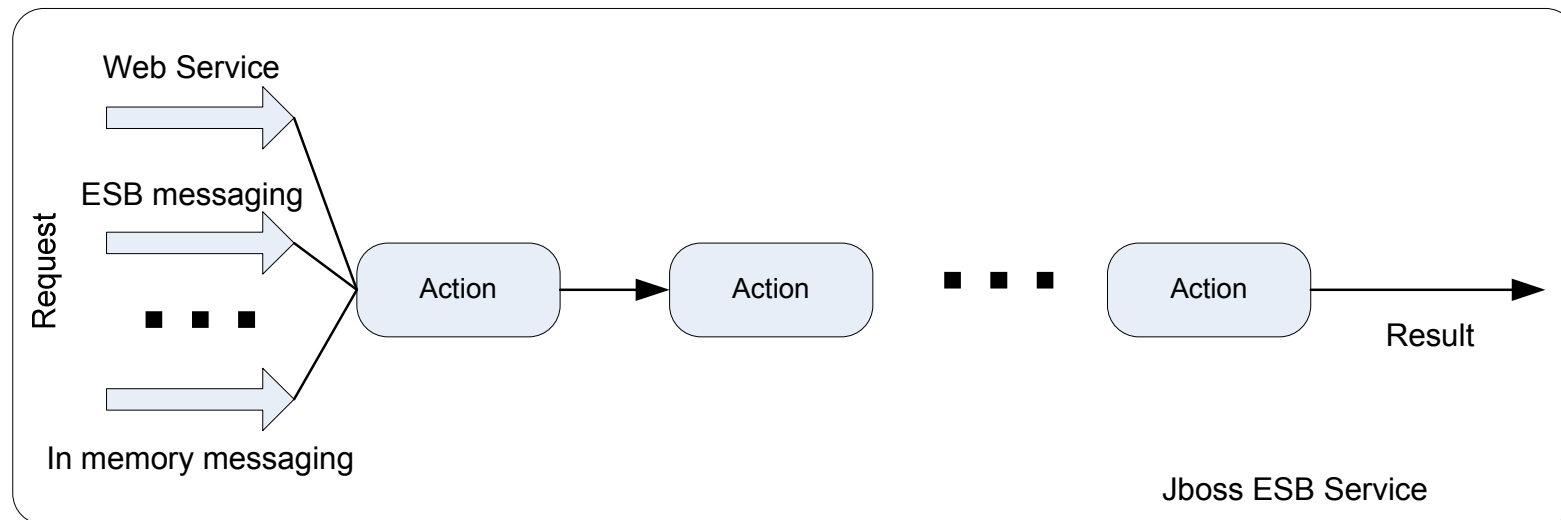 Web Service
ESB messaging
Request
In memory messaging
Action
Action
Action
Result
Jboss ESB Service